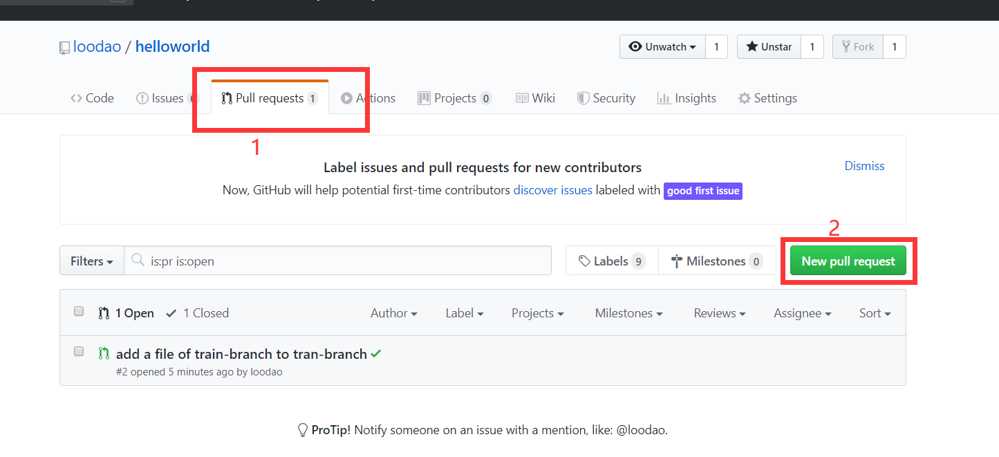 loodao / helloworld
Unwatch 1 Unstar 1 Fork 1
Code Issues Pull requests 1 Actions Projects 0 Wiki Security Insights Settings
1
Label issues and pull requests for new contributors
Dismiss
Now, GitHub will help potential first-time contributors discover issues labeled with good first issue
2
Filters is:pr is:open Labels 9 Milestones 0 New pull request
1 Open 1 Closed Author Label Projects Milestones Reviews Assignee Sort
add a file of train-branch to tran-branch
#2 opened 5 minutes ago by loodao
ProTip! Notify someone on an issue with a mention, like: @loodao.